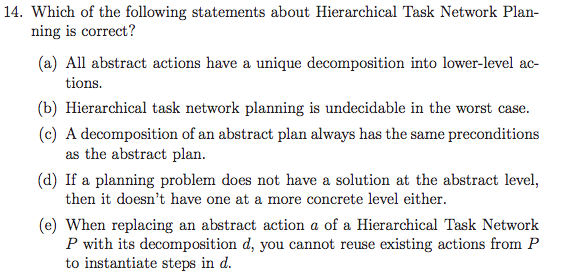 14. Which of the following statements about Hierarchical Task Network Plan-
ning is correct?
(a) All abstract actions have a unique decomposition into lower-level ac-
tions.
(b) Hierarchical task network planning is undecidable in the worst case.
(c) A decomposition of an abstract plan always has the same preconditions
as the abstract plan.
(d) If a planning problem does not have a solution at the abstract level,
then it doesn't have one at a more concrete level either.
(e) When replacing an abstract action a of a Hierarchical Task Network
P with its decomposition d, you cannot reuse existing actions from P
to instantiate steps in d.